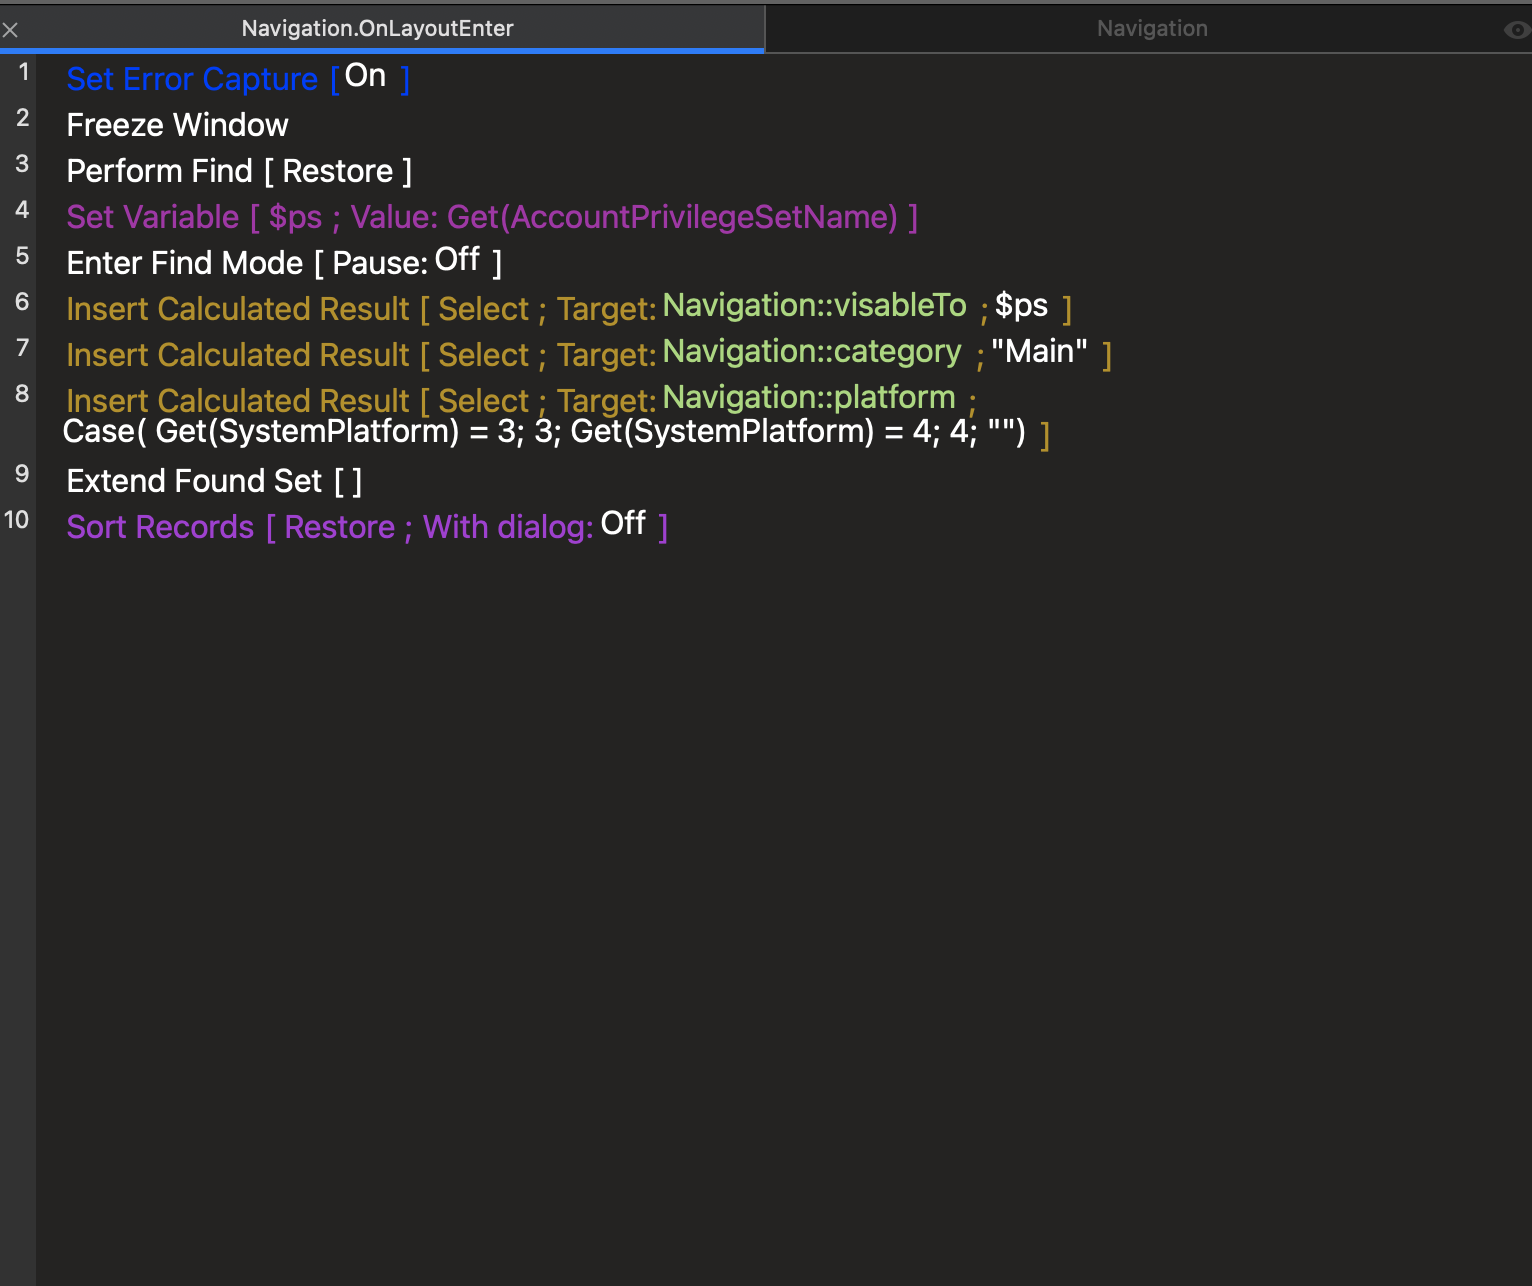 Navigation.OnLayoutEnter
Navigation
1 Set Error Capture [ On ]
2 Freeze Window
3 Perform Find [ Restore ]
4 Set Variable [ $ps ; Value: Get(AccountPrivilegeSetName) ]
5 Enter Find Mode [ Pause: Off ]
6 Insert Calculated Result [ Select ; Target: Navigation::visableTo ; $ps ]
7 Insert Calculated Result [ Select ; Target: Navigation::category ; "Main" ]
8 Insert Calculated Result [ Select ; Target: Navigation::platform ;
Case( Get(SystemPlatform) = 3; 3; Get(SystemPlatform) = 4; 4; "") ]
9 Extend Found Set [ ]
10 Sort Records [ Restore ; With dialog: Off ]